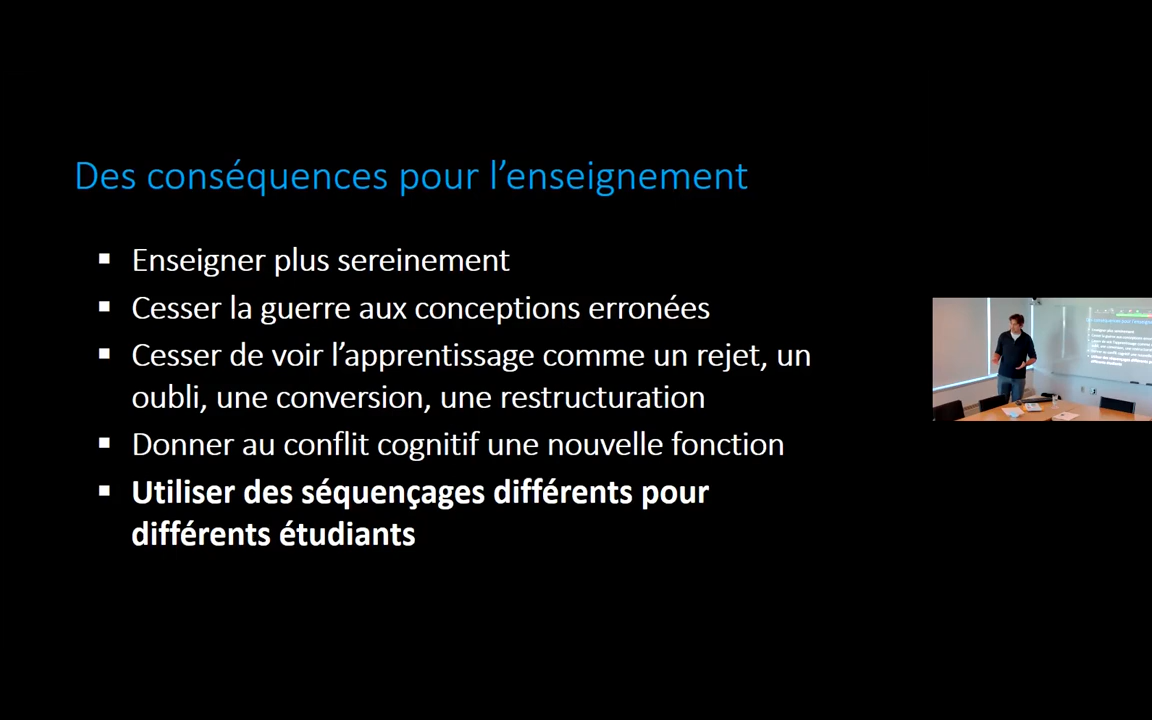 Des conséquences pour l’enseignement
▪ Enseigner plus sereinement
▪ Cesser la guerre aux conceptions erronées
▪ Cesser de voir l’apprentissage comme un rejet, un
oubli, une conversion, une restructuration
▪ Donner au conflit cognitif une nouvelle fonction
▪ Utiliser des séquençages différents pour
différents étudiants